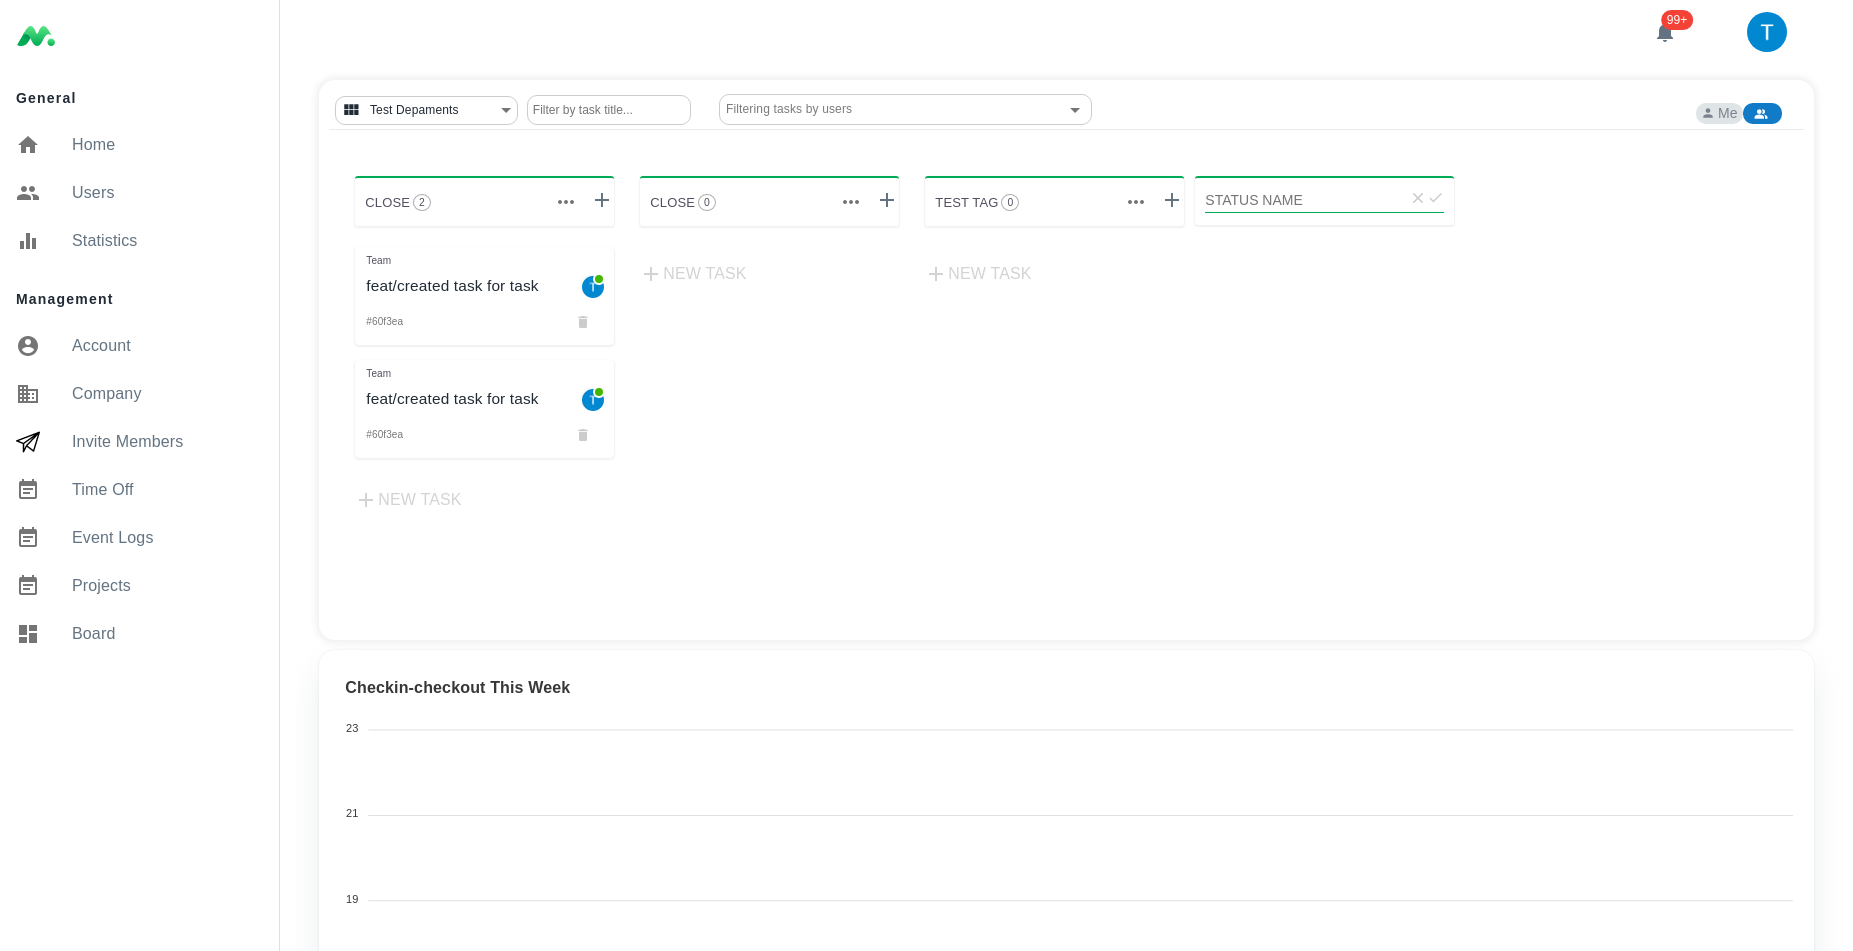 99+
T
General
Home
Users
Statistics
Management
Account
Company
Invite Members
Time Off
Event Logs
Projects
Board
Test Depaments
Filter by task title...
Filtering tasks by users
Me
CLOSE 2
CLOSE 0
TEST TAG 0
STATUS NAME
Team
feat/created task for task
T
#60f3ea
Team
feat/created task for task
T
#60f3ea
NEW TASK
NEW TASK
NEW TASK
Checkin-checkout This Week
23
21
19